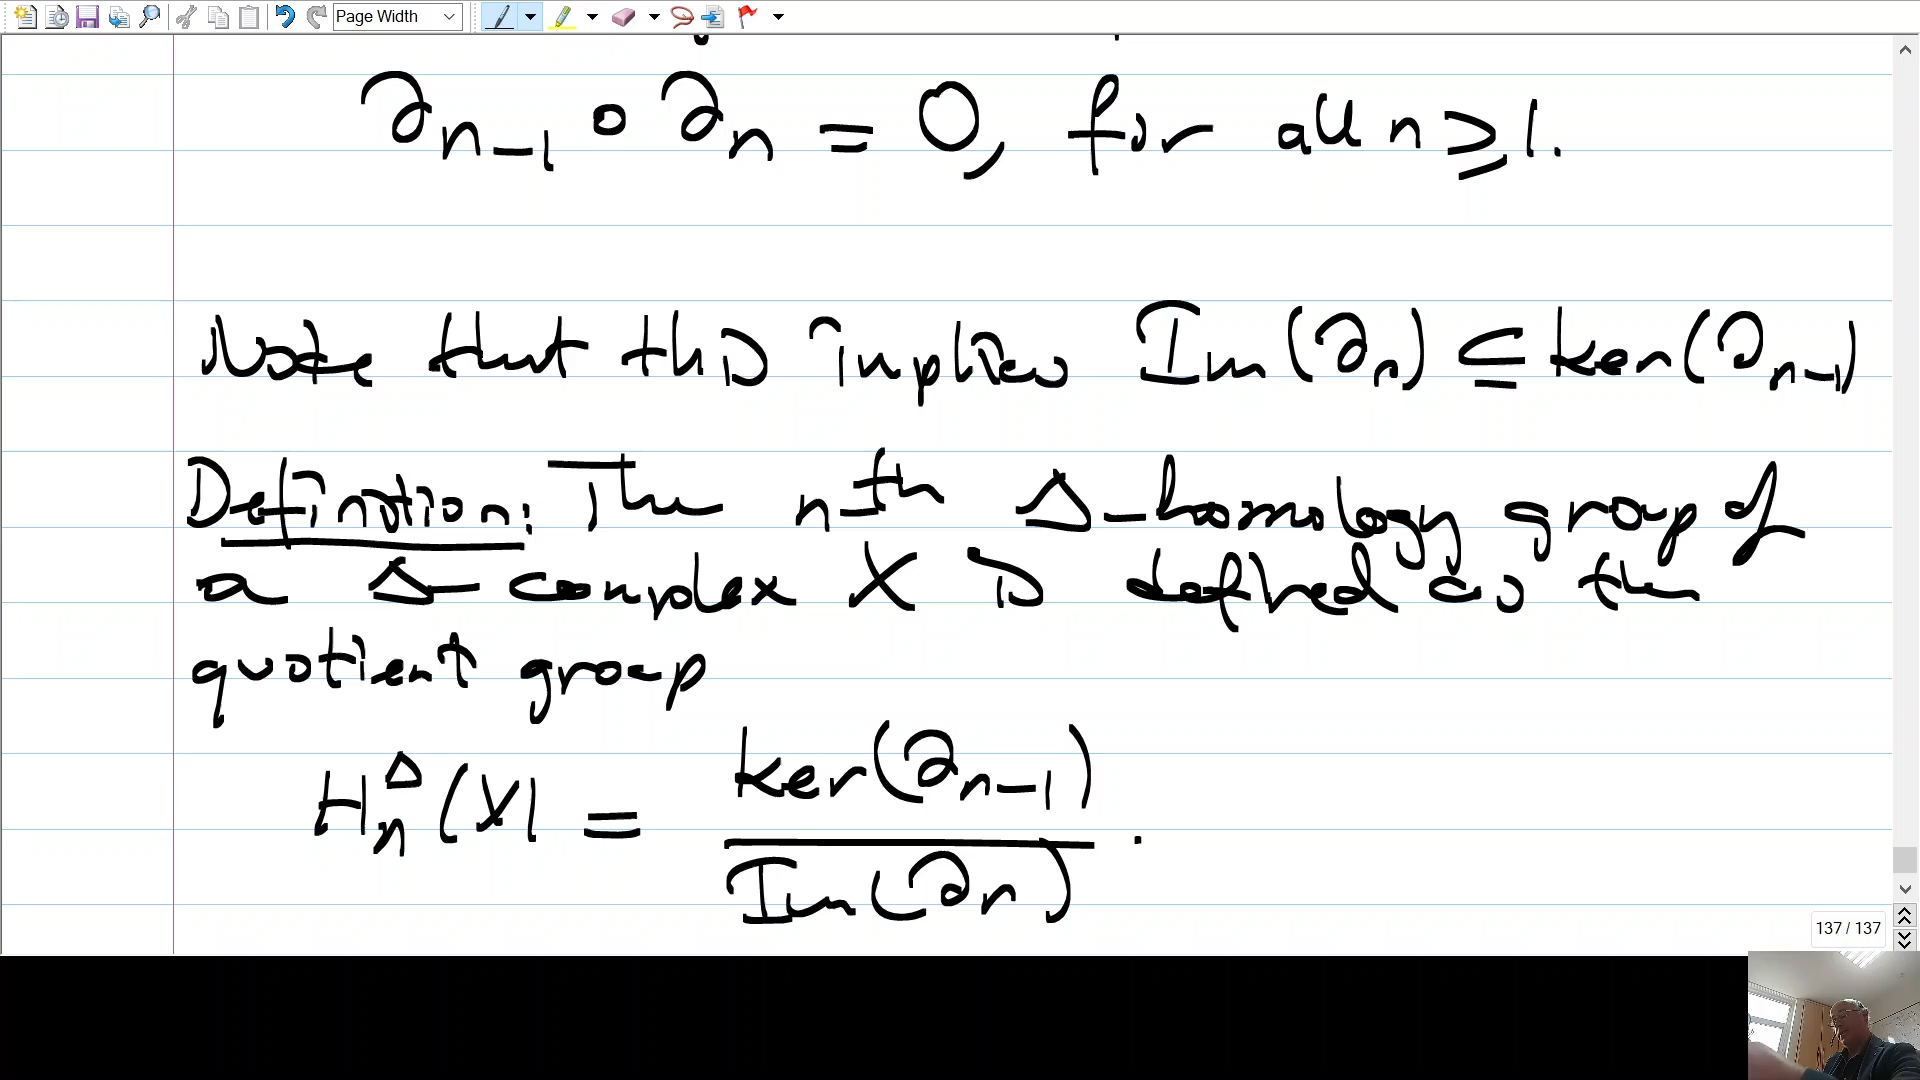 Page Width
∂n-1 ∘ ∂n = 0, for all n ≥ 1.
Note that this implies Im(∂n) ⊆ ker(∂n-1)
Definition: The n-th Δ-homology group of
a Δ-complex X is defined as the
quotient group
HnΔ(X) = ker(∂n-1) / Im(∂n) .
137 / 137